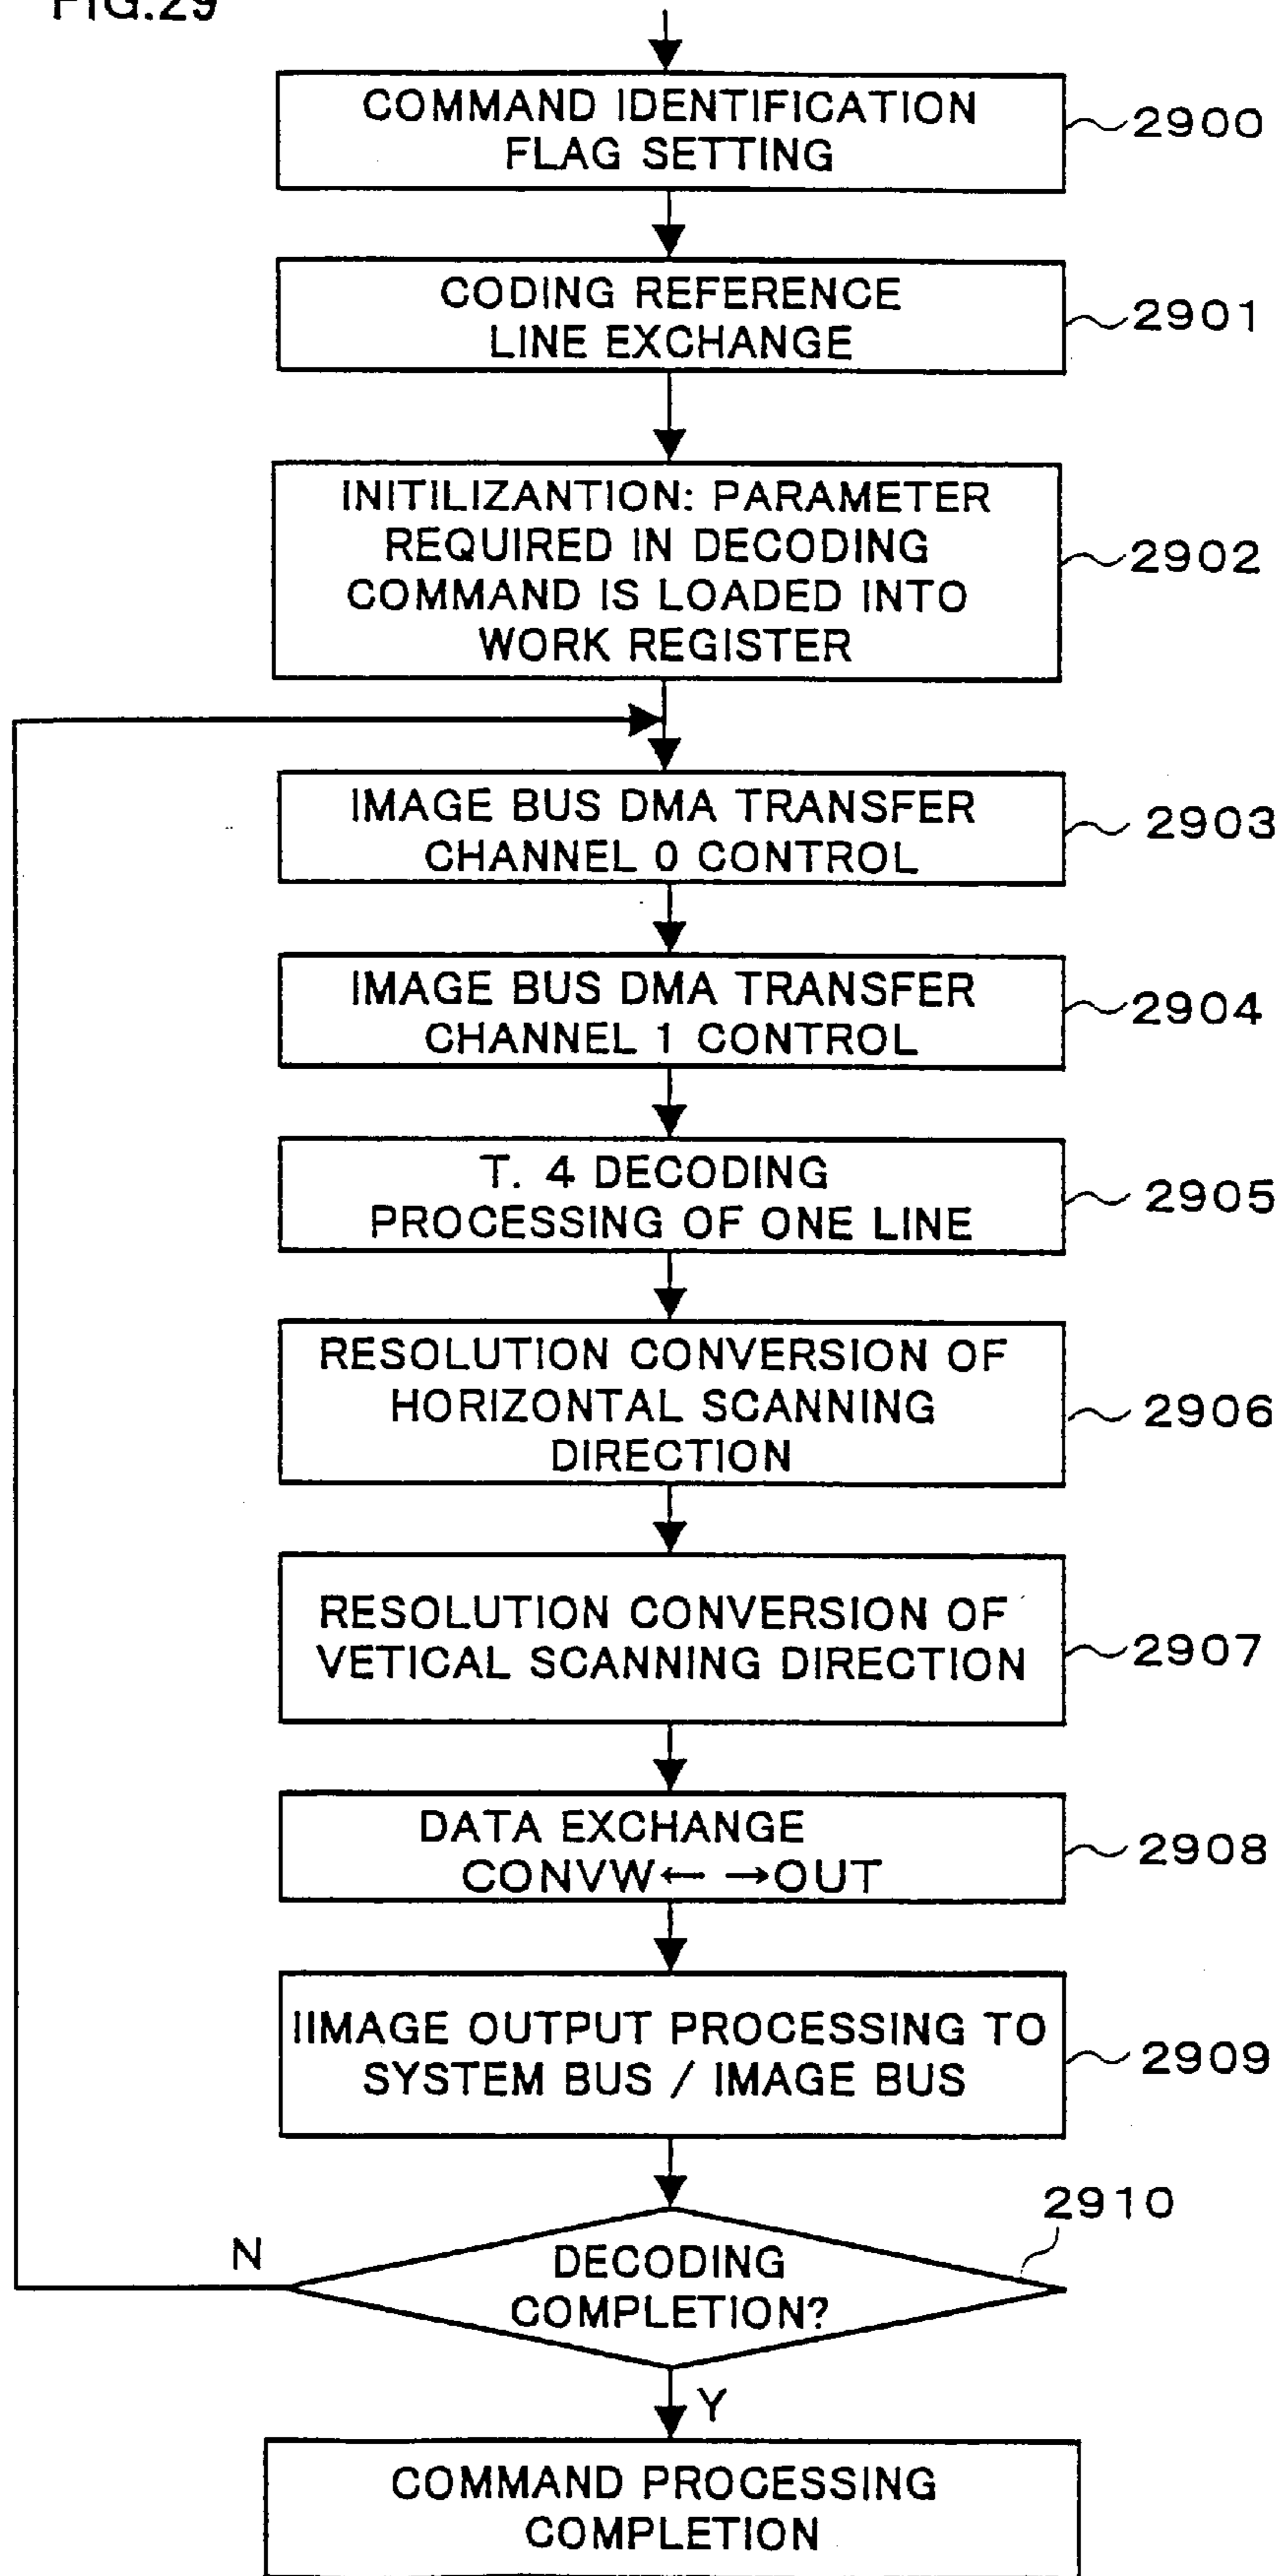 FIG.29
COMMAND IDENTIFICATION
FLAG SETTING
2900
CODING REFERENCE
LINE EXCHANGE
2901
INITILIZANTION: PARAMETER
REQUIRED IN DECODING
COMMAND IS LOADED INTO
WORK REGISTER
2902
IMAGE BUS DMA TRANSFER
CHANNEL 0 CONTROL
2903
IMAGE BUS DMA TRANSFER
CHANNEL 1 CONTROL
2904
T. 4 DECODING
PROCESSING OF ONE LINE
2905
RESOLUTION CONVERSION OF
HORIZONTAL SCANNING
DIRECTION
2906
RESOLUTION CONVERSION OF
VETICAL SCANNING DIRECTION
2907
DATA EXCHANGE
CONVW← →OUT
2908
IIMAGE OUTPUT PROCESSING TO
SYSTEM BUS / IMAGE BUS
2909
2910
N
DECODING
COMPLETION?
Y
COMMAND PROCESSING
COMPLETION